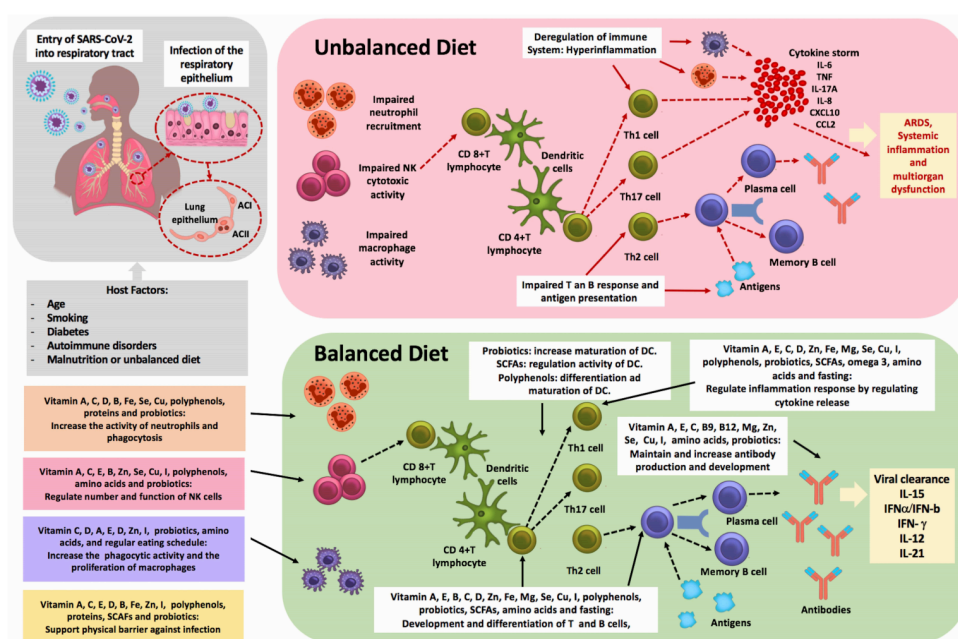 Entry of SARS-CoV-2
into respiratory tract
Infection of the
respiratory
epithelium
Lung
epithelium
ACI
ACII
Host Factors:
- Age
- Smoking
- Diabetes
- Autoimmune disorders
- Malnutrition or unbalanced diet
Vitamin A, C, D, B, Fe, Se, Cu, polyphenols,
proteins and probiotics:
Increase the activity of neutrophils and
phagocytosis
Vitamin A, C, E, B, Zn, Se, Cu, I, polyphenols,
amino acids and probiotics:
Regulate number and function of NK cells
Vitamin C, D, A, E, D, Zn, I, probiotics, amino
acids, and regular eating schedule:
Increase the phagocytic activity and the
proliferation of macrophages
Vitamin A, C, E, D, B, Fe, Zn, I, polyphenols,
proteins, SCAFs and probiotics:
Support physical barrier against infection
Unbalanced Diet
Impaired
neutrophil
recruitment
Impaired NK
cytotoxic
activity
Impaired
macrophage
activity
CD 8+T
lymphocyte
Dendritic
cells
CD 4+T
lymphocyte
Deregulation of immune
System: Hyperinflammation
Th1 cell
Th17 cell
Th2 cell
Impaired T an B response and
antigen presentation
Cytokine storm
IL-6
TNF
IL-17A
IL-8
CXCL10
CCL2
Plasma cell
Memory B cell
Antigens
ARDS,
Systemic
inflammation
and
multiorgan
dysfunction
Balanced Diet
Probiotics: increase maturation of DC.
SCFAs: regulation activity of DC.
Polyphenols: differentiation ad
maturation of DC.
Vitamin A, E, C, D, Zn, Fe, Mg, Se, Cu, I,
polyphenols, probiotics, SCFAs, omega 3, amino
acids and fasting:
Regulate inflammation response by regulating
cytokine release
Vitamin A, E, C, B9, B12, Mg, Zn,
Se, Cu, I, amino acids, probiotics:
Maintain and increase antibody
production and development
CD 8+T
lymphocyte
Dendritic
cells
CD 4+T
lymphocyte
Th1 cell
Th17 cell
Th2 cell
Plasma cell
Memory B cell
Antigens
Antibodies
Vitamin A, E, B, C, D, Zn, Fe, Mg, Se, Cu, I, polyphenols,
probiotics, SCFAs, amino acids and fasting:
Development and differentiation of T and B cells,
Viral clearance
IL-15
IFNα/IFN-b
IFN- γ
IL-12
IL-21